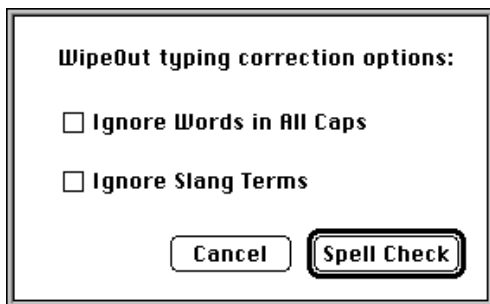 WipeOut typing correction options:
Ignore Words in All Caps
Ignore Slang Terms
Cancel Spell Check